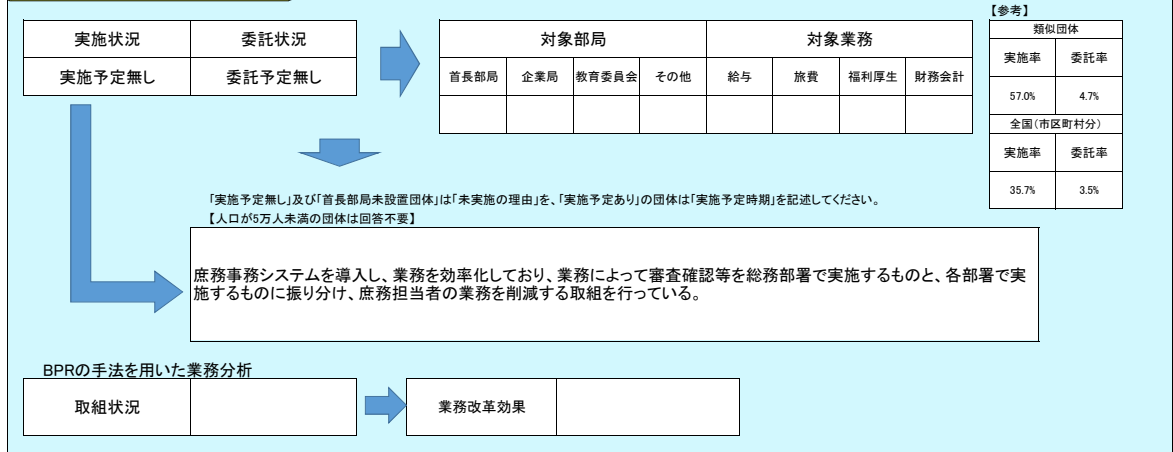 【参考】
実施状況 委託状況
実施予定無し 委託予定無し
対象部局 対象業務
首長部局 企業局 教育委員会 その他 給与 旅費 福利厚生 財務会計
類似団体
実施率 委託率
57.0% 4.7%
全国(市区町村分)
実施率 委託率
35.7% 3.5%
「実施予定無し」及び「首長部局未設置団体」は「未実施の理由」を、「実施予定あり」の団体は「実施予定時期」を記述してください。
【人口が5万人未満の団体は回答不要】
庶務事務システムを導入し、業務を効率化しており、業務によって審査確認等を総務部署で実施するものと、各部署で実
施するものに振り分け、庶務担当者の業務を削減する取組を行っている。
BPRの手法を用いた業務分析
取組状況 業務改革効果